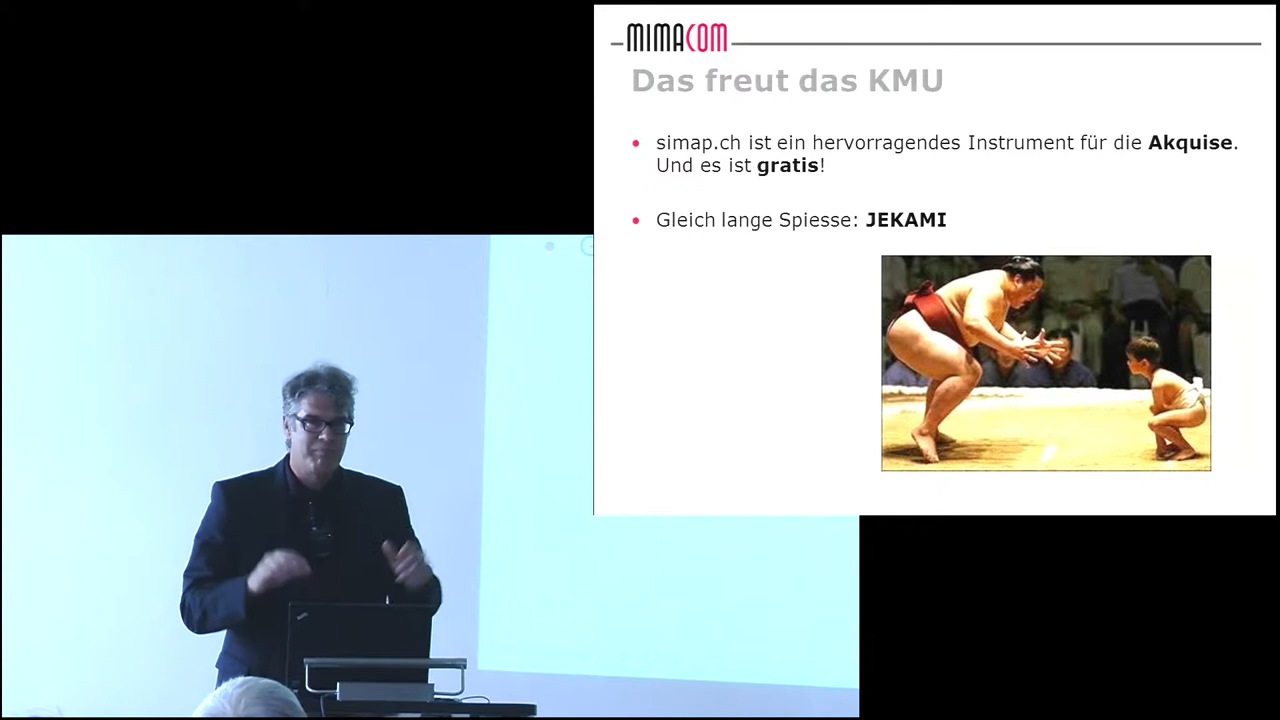 MIMACOM
Das freut das KMU
simap.ch ist ein hervorragendes Instrument für die Akquise.
Und es ist gratis!
Gleich lange Spiesse: JEKAMI